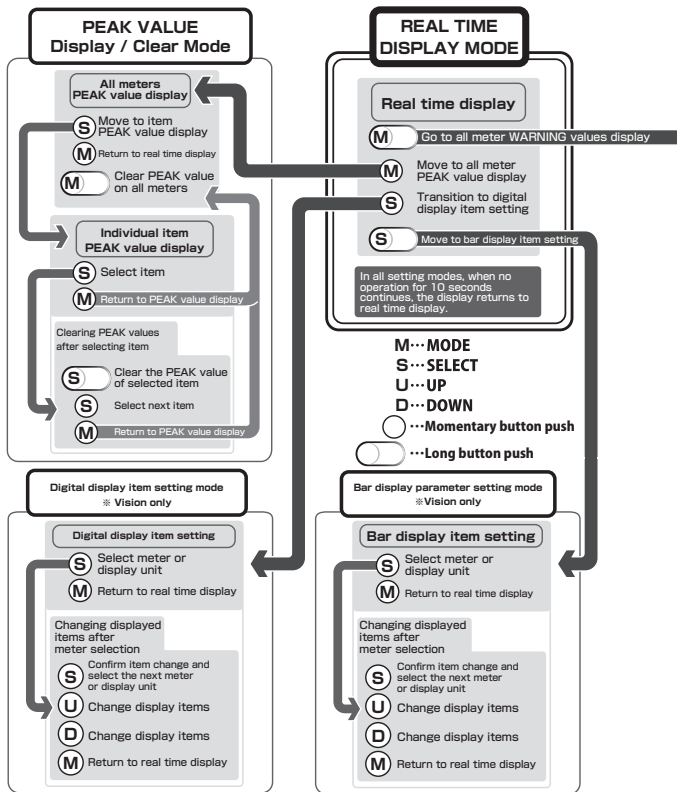 PEAK VALUE
Display / Clear Mode
All meters
PEAK value display
S Move to item
PEAK value display
M Return to real time display
M Clear PEAK value
on all meters
Individual item
PEAK value display
S Select item
M Return to PEAK value display
Clearing PEAK values
after selecting item
S Clear the PEAK value
of selected item
S Select next item
M Return to PEAK value display
REAL TIME
DISPLAY MODE
Real time display
M Go to all meter WARNING values display
M Move to all meter
PEAK value display
S Transition to digital
display item setting
S Move to bar display item setting
In all setting modes, when no
operation for 10 seconds
continues, the display returns to
real time display.
M…MODE
S…SELECT
U…UP
D…DOWN
…Momentary button push
…Long button push
Digital display item setting mode
※ Vision only
Digital display item setting
S Select meter or
display unit
M Return to real time display
Changing displayed
items after
meter selection
S Confirm item change and
select the next meter
or display unit
U Change display items
D Change display items
M Return to real time display
Bar display parameter setting mode
※Vision only
Bar display item setting
S Select meter or
display unit
M Return to real time display
Changing displayed
items after
meter selection
S Confirm item change and
select the next meter
or display unit
U Change display items
D Change display items
M Return to real time display